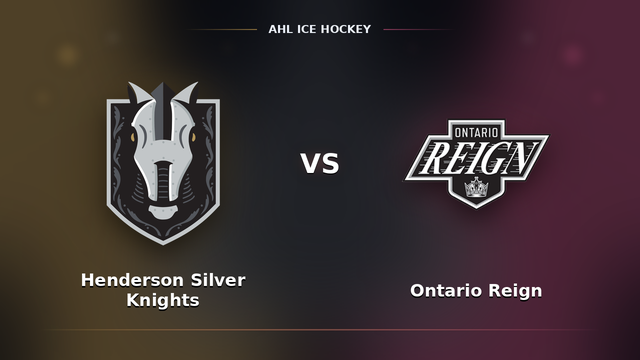 AHL ICE HOCKEY
VS
ONTARIO
REIGN
Henderson Silver
Knights
Ontario Reign